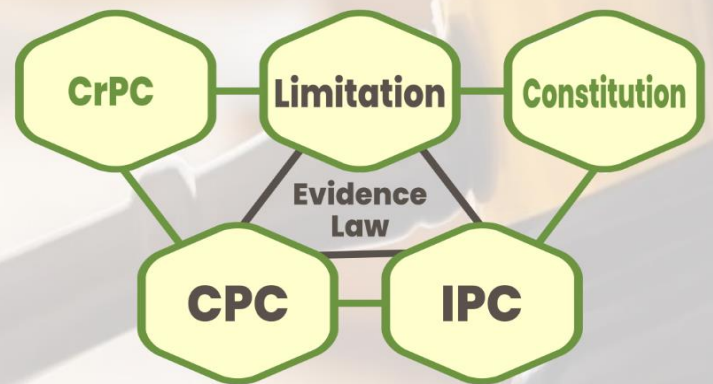 CrPC
Limitation
Constitution
Evidence
Law
CPC
IPC